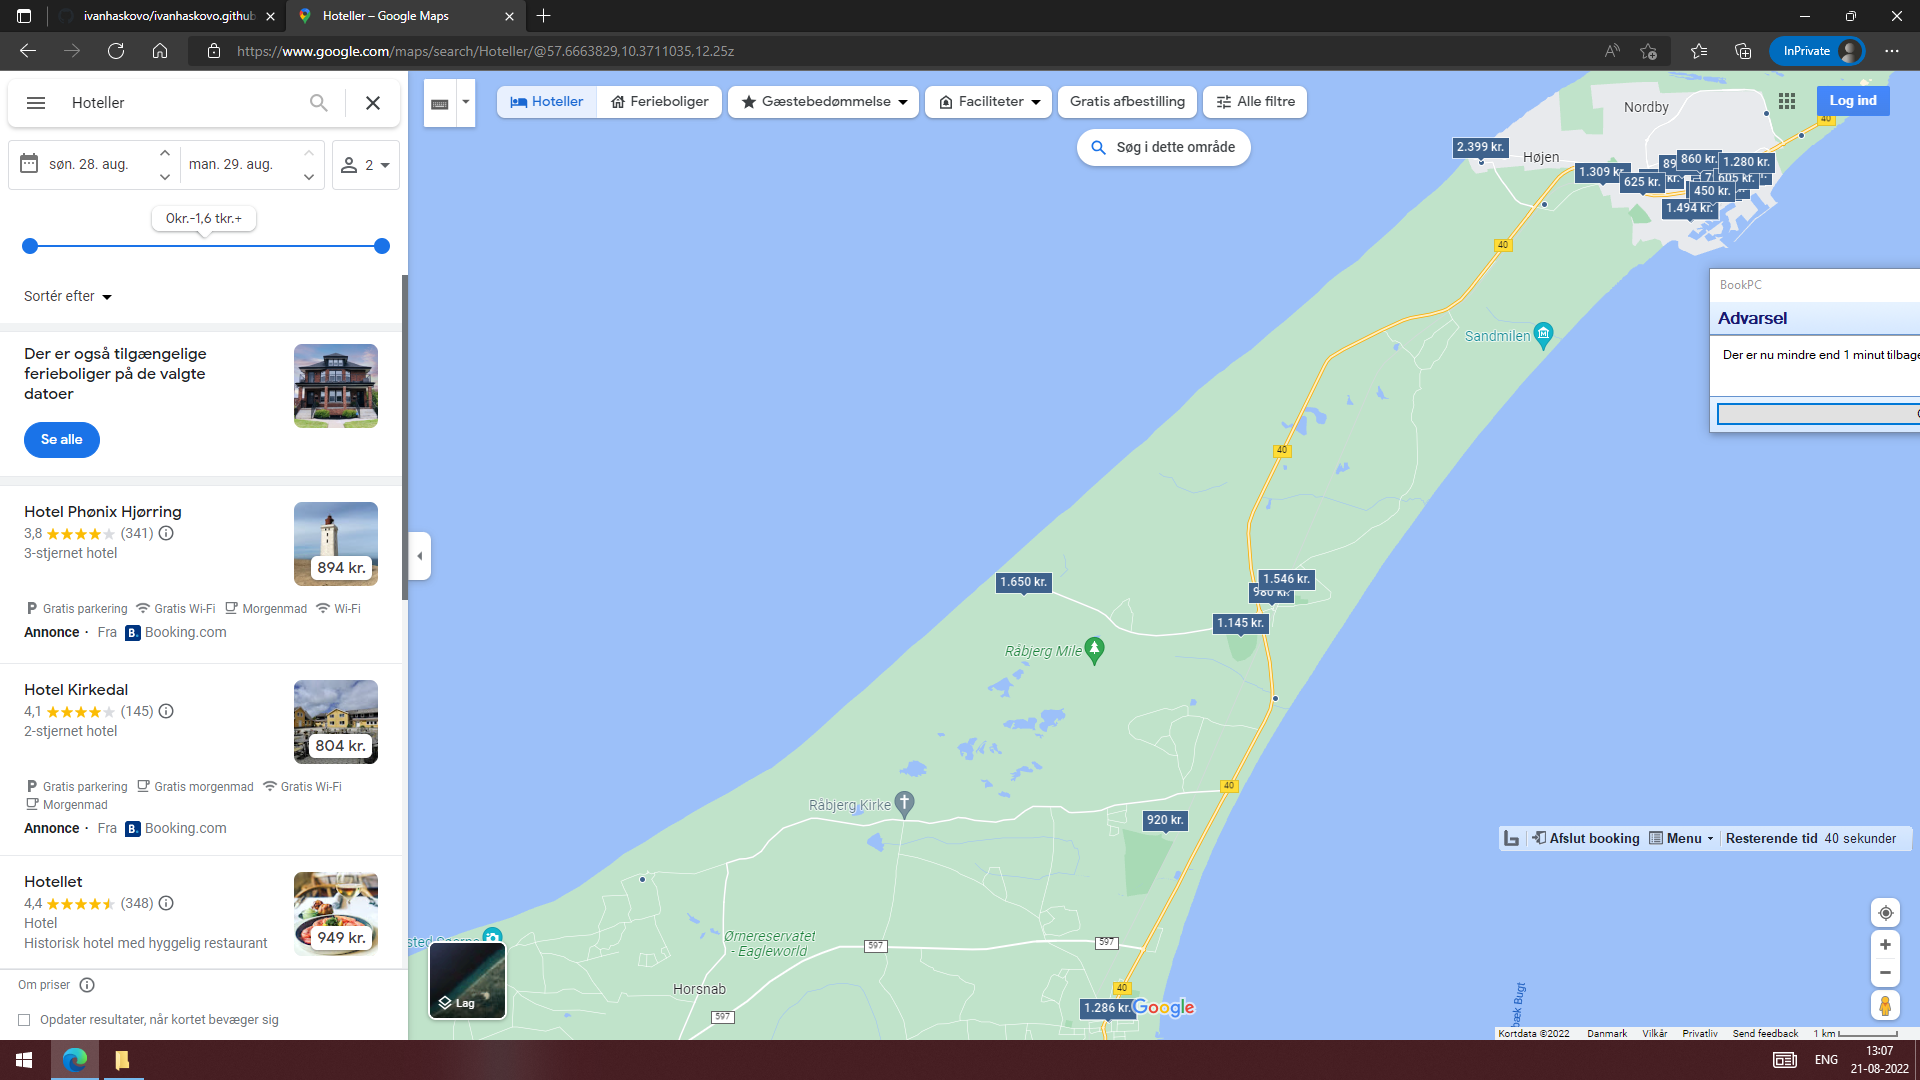 ivanhaskovo/ivanhaskovo.github
Hoteller – Google Maps
https://www.google.com/maps/search/Hoteller/@57.6663829,10.3711035,12.25z
InPrivate
Hoteller
søn. 28. aug.
man. 29. aug.
2
0kr.-1,6 tkr.+
Sortér efter
Der er også tilgængelige
ferieboliger på de valgte
datoer
Se alle
Hotel Phønix Hjørring
3,8 (341)
3-stjernet hotel
894 kr.
Gratis parkering Gratis Wi-Fi Morgenmad Wi-Fi
Annonce · Fra B. Booking.com
Hotel Kirkedal
4,1 (145)
2-stjernet hotel
804 kr.
Gratis parkering Gratis morgenmad Gratis Wi-Fi
Morgenmad
Annonce · Fra B. Booking.com
Hotellet
4,4 (348)
Hotel
Historisk hotel med hyggelig restaurant
949 kr.
Om priser
Opdater resultater, når kortet bevæger sig
Hoteller
Ferieboliger
Gæstebedømmelse
Faciliteter
Gratis afbestilling
Alle filtre
Søg i dette område
Log ind
Nordby
40
2.399 kr.
Højen
860 kr.
1.280 kr.
1.309 kr.
625 kr.
605 kr.
450 kr.
1.494 kr.
40
BookPC
Advarsel
Der er nu mindre end 1 minut
Sandmilen
40
1.650 kr.
1.546 kr.
980 kr.
1.145 kr.
Råbjerg Mile
40
Råbjerg Kirke
920 kr.
Afslut booking Menu Resterende tid 40 sekunder
Ørnereservatet
- Eagleworld
597
597
Horsnab
597
40
1.286 kr.
Google
Lag
Bugt
Kortdata ©2022 Danmark Vilkår Privatliv Send feedback 1 km
ENG
13:07
21-08-2022